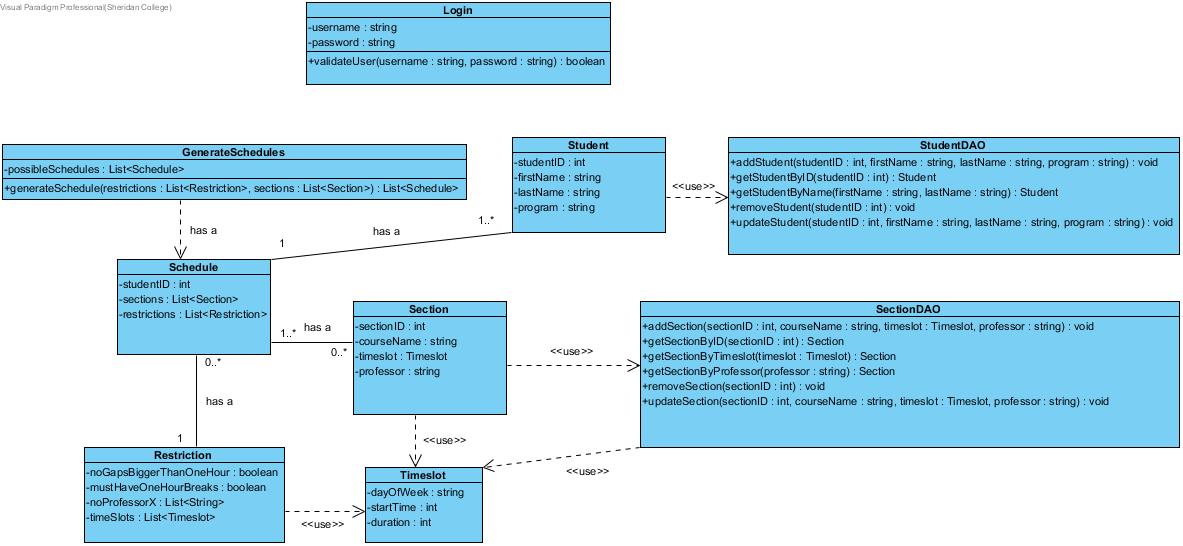 Visual Paradigm Professional(Sheridan College)
Login
-username : string
-password : string
+validateUser(username : string, password : string) : boolean
GenerateSchedules
-possibleSchedules : List<Schedule>
+generateSchedule(restrictions : List<Restriction>, sections : List<Section>) : List<Schedule>
Student
-studentID : int
-firstName : string
-lastName : string
-program : string
<<use>>
StudentDAO
+addStudent(studentID : int, firstName : string, lastName : string, program : string) : void
+getStudentByID(studentID : int) : Student
+getStudentByName(firstName : string, lastName : string) : Student
+removeStudent(studentID : int) : void
+updateStudent(studentID : int, firstName : string, lastName : string, program : string) : void
has a
1
has a
1..*
Schedule
-studentID : int
-sections : List<Section>
-restrictions : List<Restriction>
1..*
has a
0..*
Section
-sectionID : int
-courseName : string
-timeslot : Timeslot
-professor : string
<<use>>
SectionDAO
+addSection(sectionID : int, courseName : string, timeslot : Timeslot, professor : string) : void
+getSectionByID(sectionID : int) : Section
+getSectionByTimeslot(timeslot : Timeslot) : Section
+getSectionByProfessor(professor : string) : Section
+removeSection(sectionID : int) : void
+updateSection(sectionID : int, courseName : string, timeslot : Timeslot, professor : string) : void
0..*
has a
1
<<use>>
<<use>>
Restriction
-noGapsBiggerThanOneHour : boolean
-mustHaveOneHourBreaks : boolean
-noProfessorX : List<String>
-timeSlots : List<Timeslot>
<<use>>
Timeslot
-dayOfWeek : string
-startTime : int
-duration : int